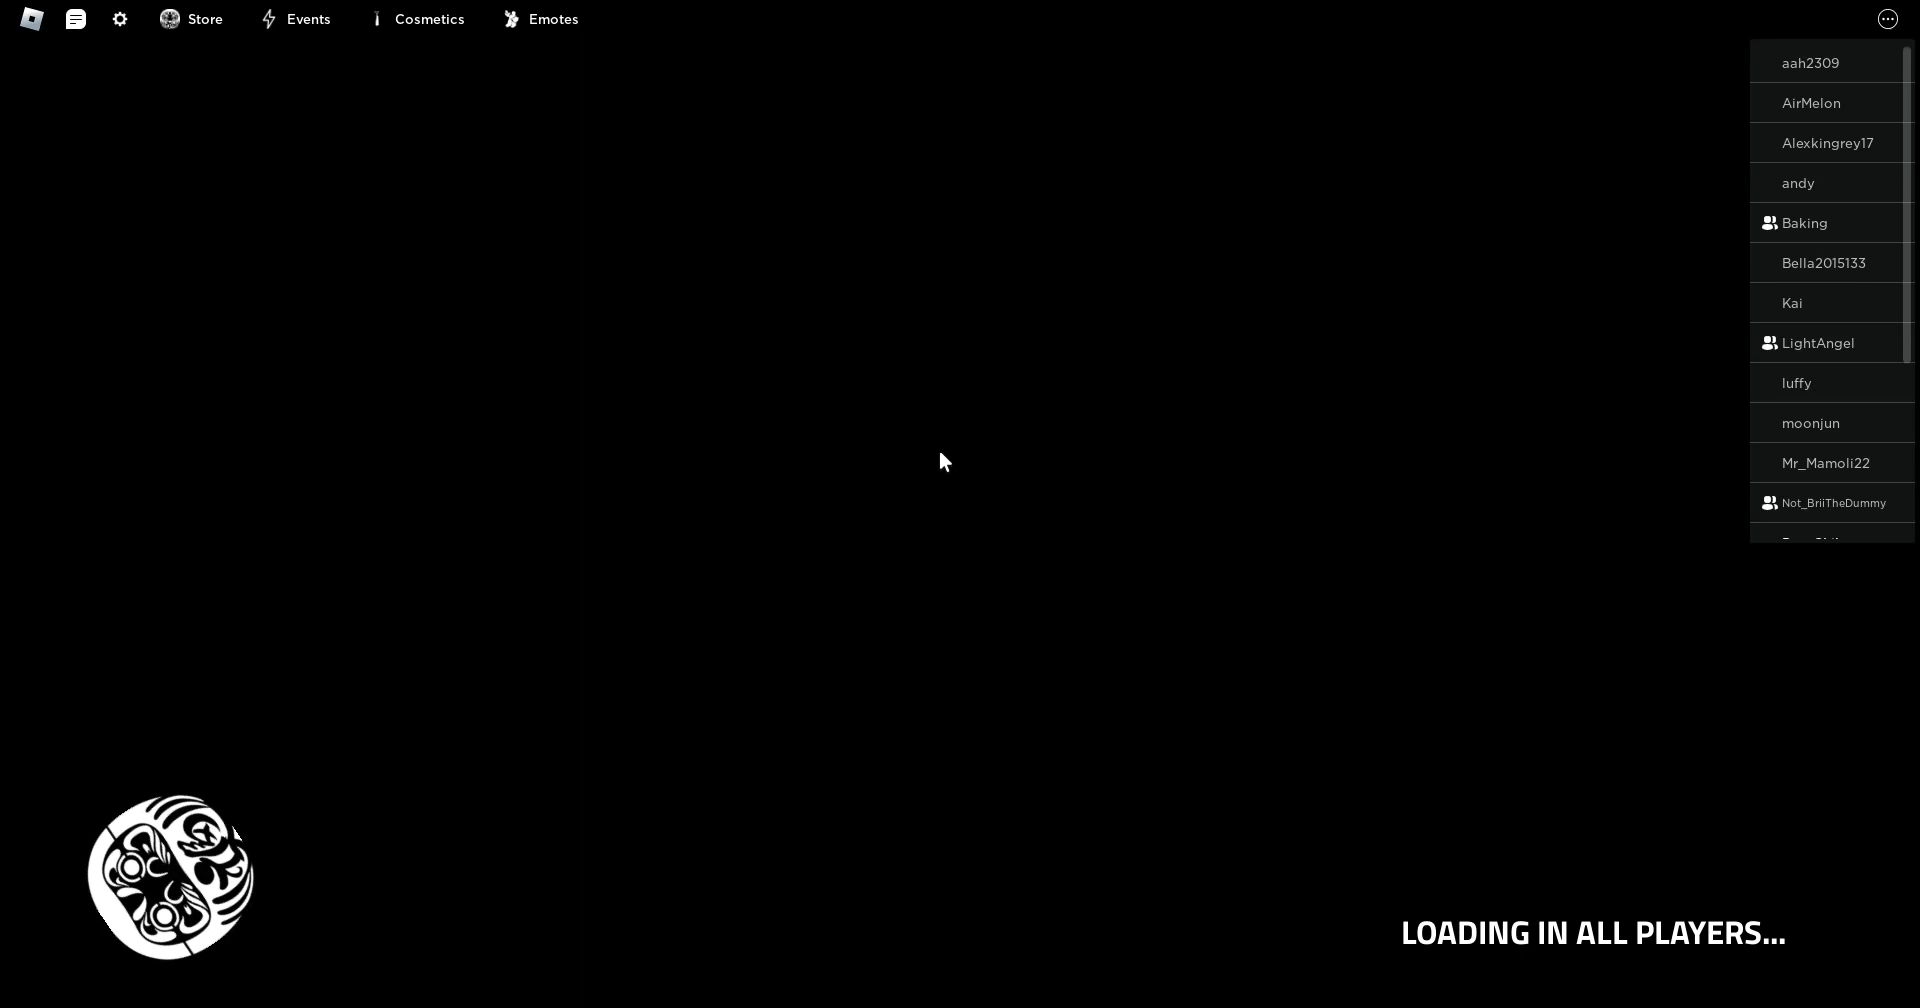 Store Events Cosmetics Emotes
aah2309
AirMelon
Alexkingrey17
andy
Baking
Bella2015133
Kai
LightAngel
luffy
moonjun
Mr_Mamoli22
Not_BriiTheDummy
LOADING IN ALL PLAYERS...